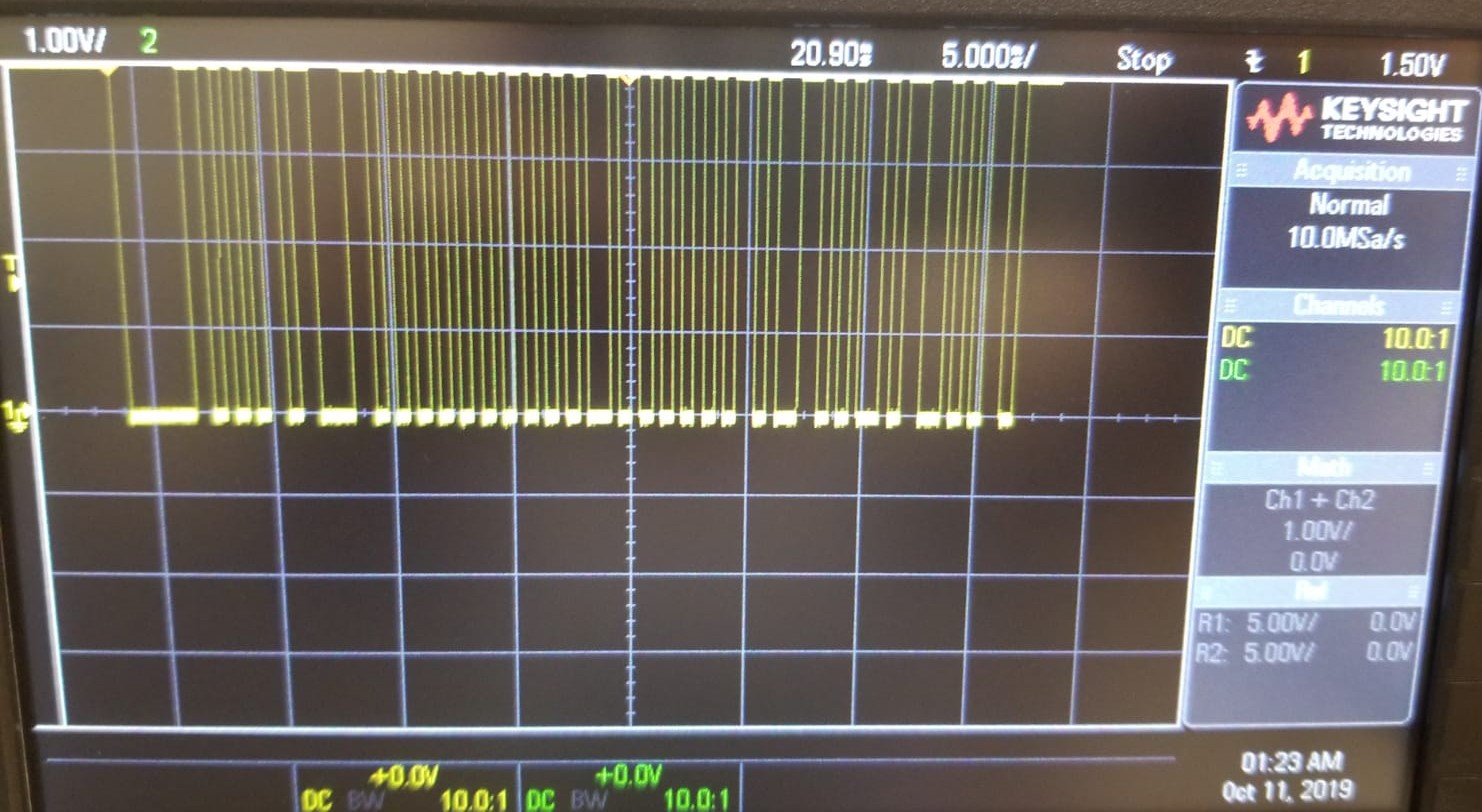 1.00V/ 2 20.90ms 5.000ms/ Stop 1 1.50V
KEYSIGHT
TECHNOLOGIES
Acquisition
Normal
10.0MSa/s
Channels
DC 10.0:1
DC 10.0:1
Math
Ch1 + Ch2
1.00V/
0.0V
Ref
R1: 5.00V/ 0.0V
R2: 5.00V/ 0.0V
+0.0V +0.0V
DC BW 10.0:1 DC BW 10.0:1
01:23 AM
Oct 11, 2019